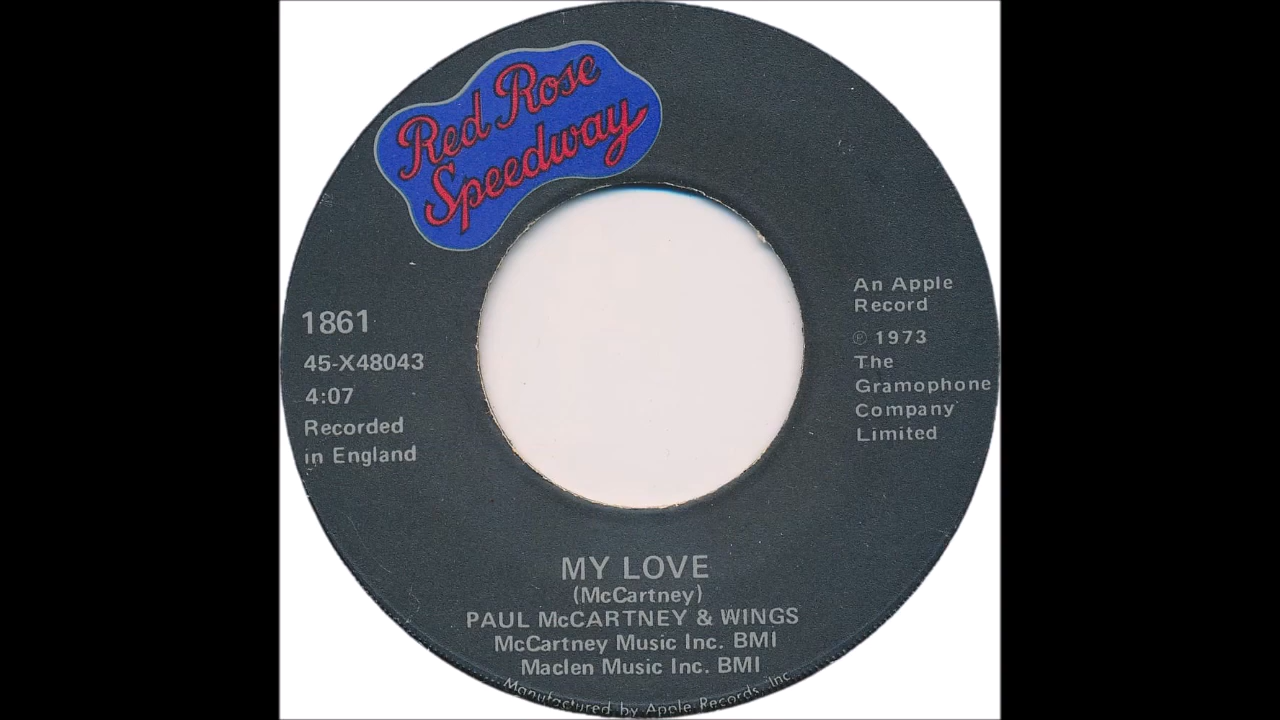 Red Rose
Speedway
1861
45-X48043
4:07
Recorded
in England
An Apple
Record
℗ 1973
The
Gramophone
Company
Limited
MY LOVE
(McCartney)
PAUL McCARTNEY & WINGS
McCartney Music Inc. BMI
Maclen Music Inc. BMI
Manufactured by Apple Records, Inc.